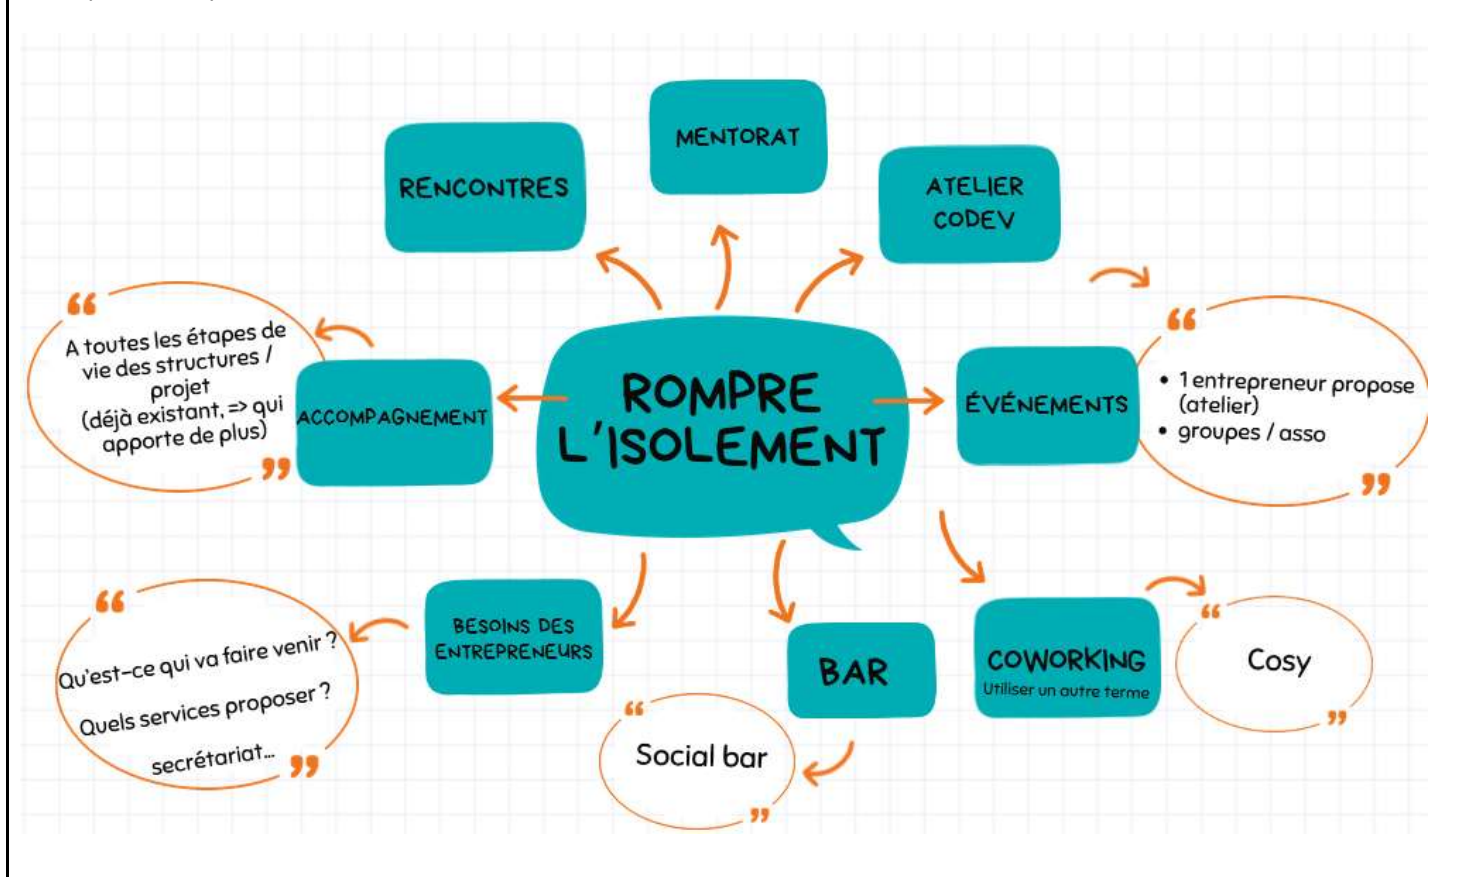 RENCONTRES
MENTORAT
ATELIER
CODEV
A toutes les étapes de
vie des structures /
projet
(déjà existant, => qui
apporte de plus)
ACCOMPAGNEMENT
ROMPRE
L'ISOLEMENT
ÉVÉNEMENTS
• 1 entrepreneur propose
(atelier)
• groupes / asso
Qu'est-ce qui va faire venir ?
Quels services proposer ?
secrétariat...
BESOINS DES
ENTREPRENEURS
Social bar
BAR
COWORKING
Utiliser un autre terme
Cosy